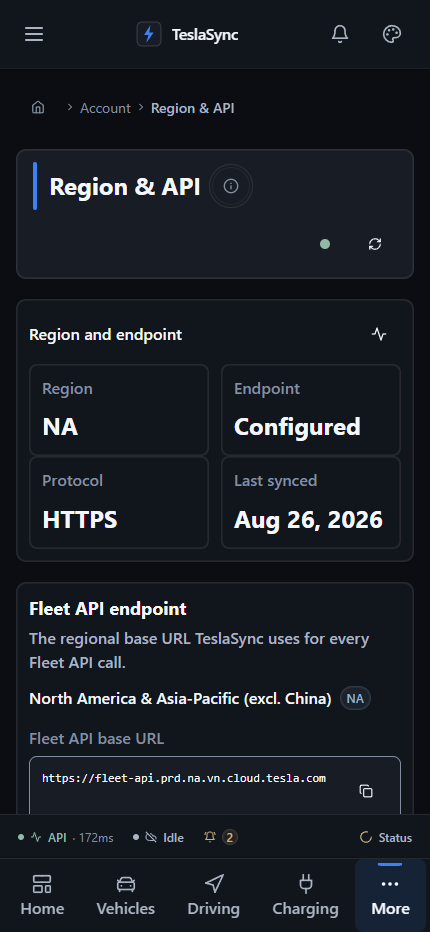 TeslaSync
Account
Region & API
Region & API
Region and endpoint
Region
NA
Endpoint
Configured
Protocol
HTTPS
Last synced
Aug 26, 2026
Fleet API endpoint
The regional base URL TeslaSync uses for every
Fleet API call.
North America & Asia-Pacific (excl. China) NA
Fleet API base URL
https://fleet-api.prd.na.vn.cloud.tesla.com
API · 172ms
Idle
2
Status
Home
Vehicles
Driving
Charging
More